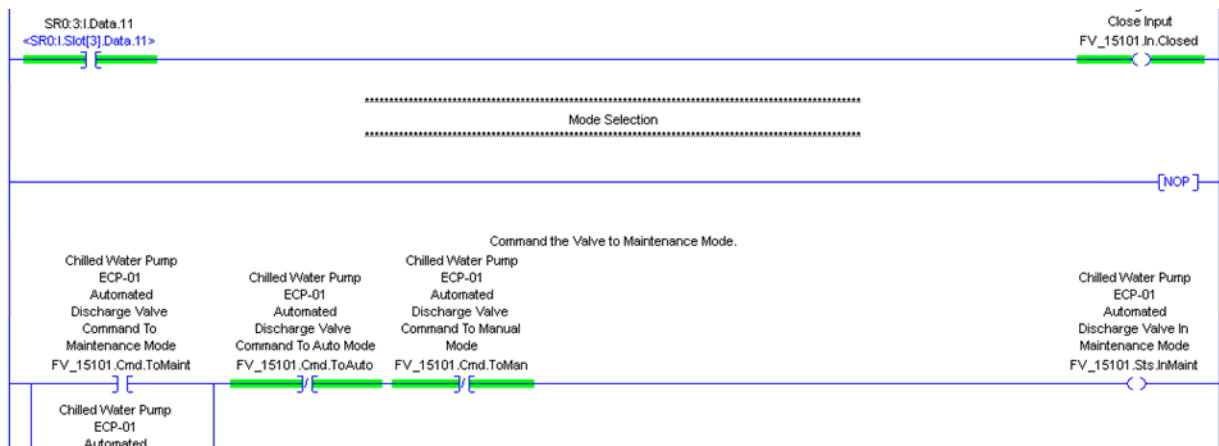 SR0:3:I.Data.11
<SR0:I.Slot[3].Data.11>
Close Input
FV_15101.In.Closed
****************************************************************************************************
Mode Selection
****************************************************************************************************
NOP
Command the Valve to Maintenance Mode.
Chilled Water Pump
ECP-01
Automated
Discharge Valve
Command To
Maintenance Mode
FV_15101.Cmd.ToMaint
Chilled Water Pump
ECP-01
Automated
Discharge Valve
Command To Auto Mode
FV_15101.Cmd.ToAuto
Chilled Water Pump
ECP-01
Automated
Discharge Valve
Command To Manual
Mode
FV_15101.Cmd.ToMan
Chilled Water Pump
ECP-01
Automated
Discharge Valve In
Maintenance Mode
FV_15101.Sts.InMaint
Chilled Water Pump
ECP-01
Automated